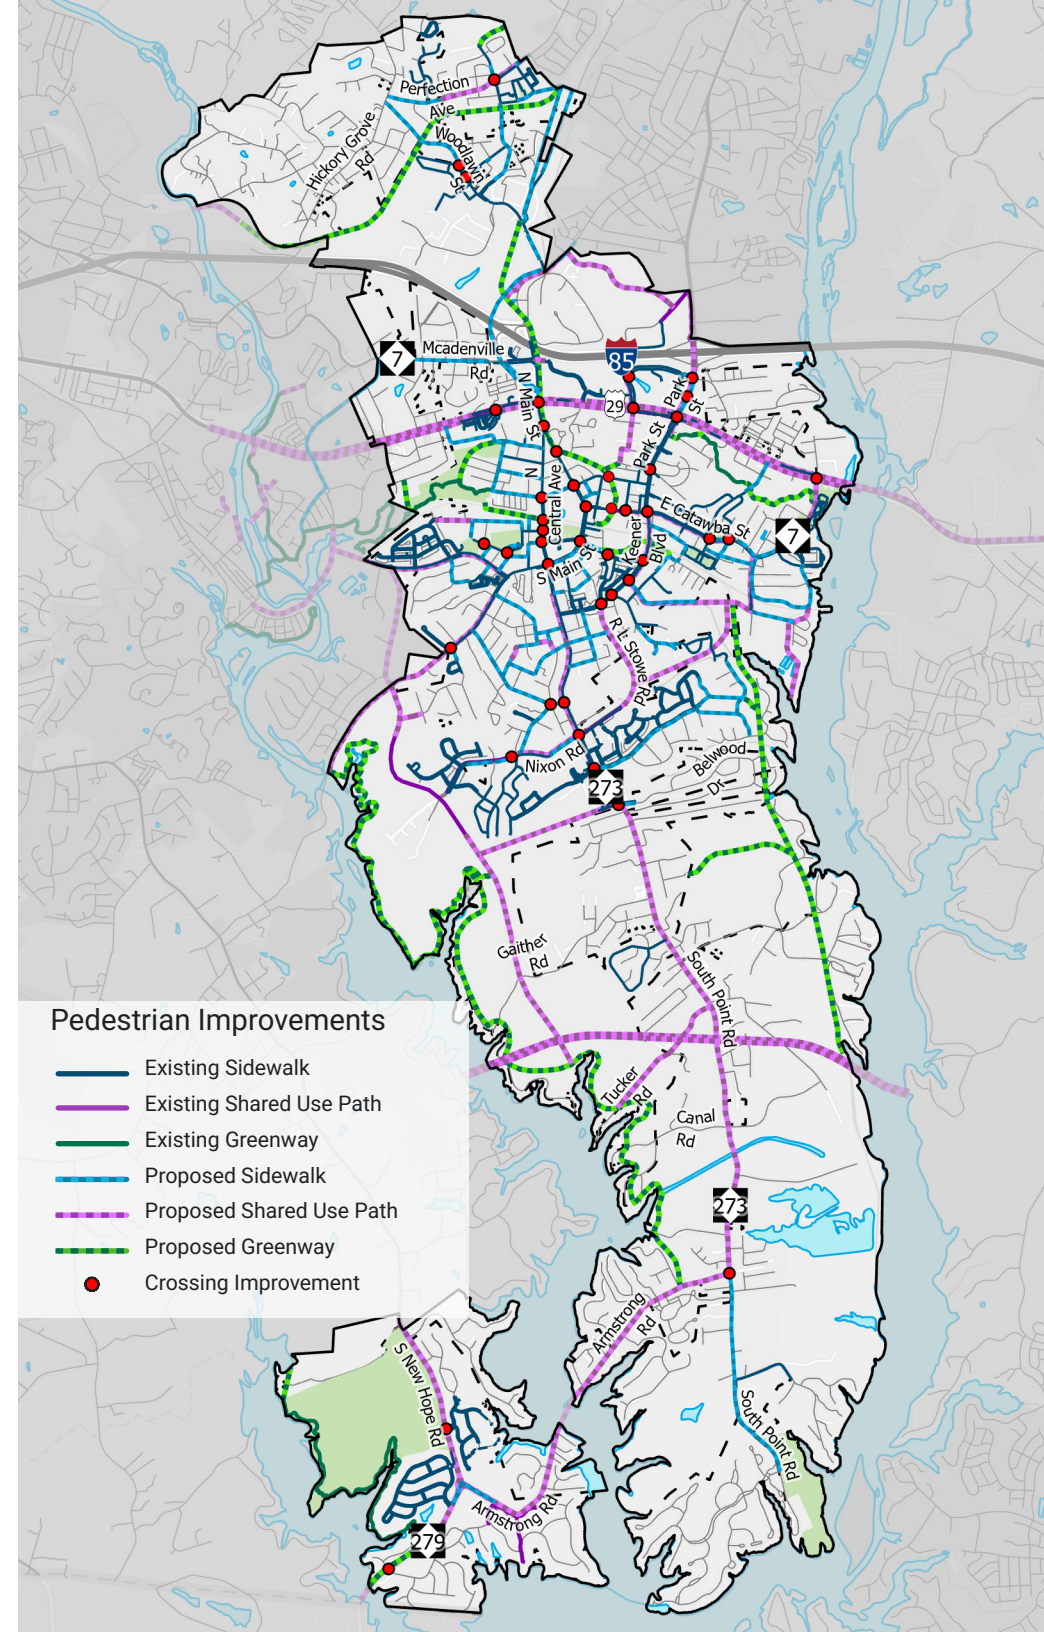 Perfection
Ave
Hickory Grove
Rd
Woodlawn
St
Mcadenville
Rd
7
85
29
N Main St
Park
St
Park St
N
Central Ave
E Catawba St
7
Keener
Blvd
S Main St
R L Stowe Rd
Nixon Rd
273
Belwood
Dr
Gaither
Rd
South Point Rd
Pedestrian Improvements
Existing Sidewalk
Existing Shared Use Path
Existing Greenway
Proposed Sidewalk
Proposed Shared Use Path
Proposed Greenway
Crossing Improvement
Tucker
Rd
Canal
Rd
273
Armstrong
Rd
S New Hope Rd
South Point Rd
Armstrong Rd
279